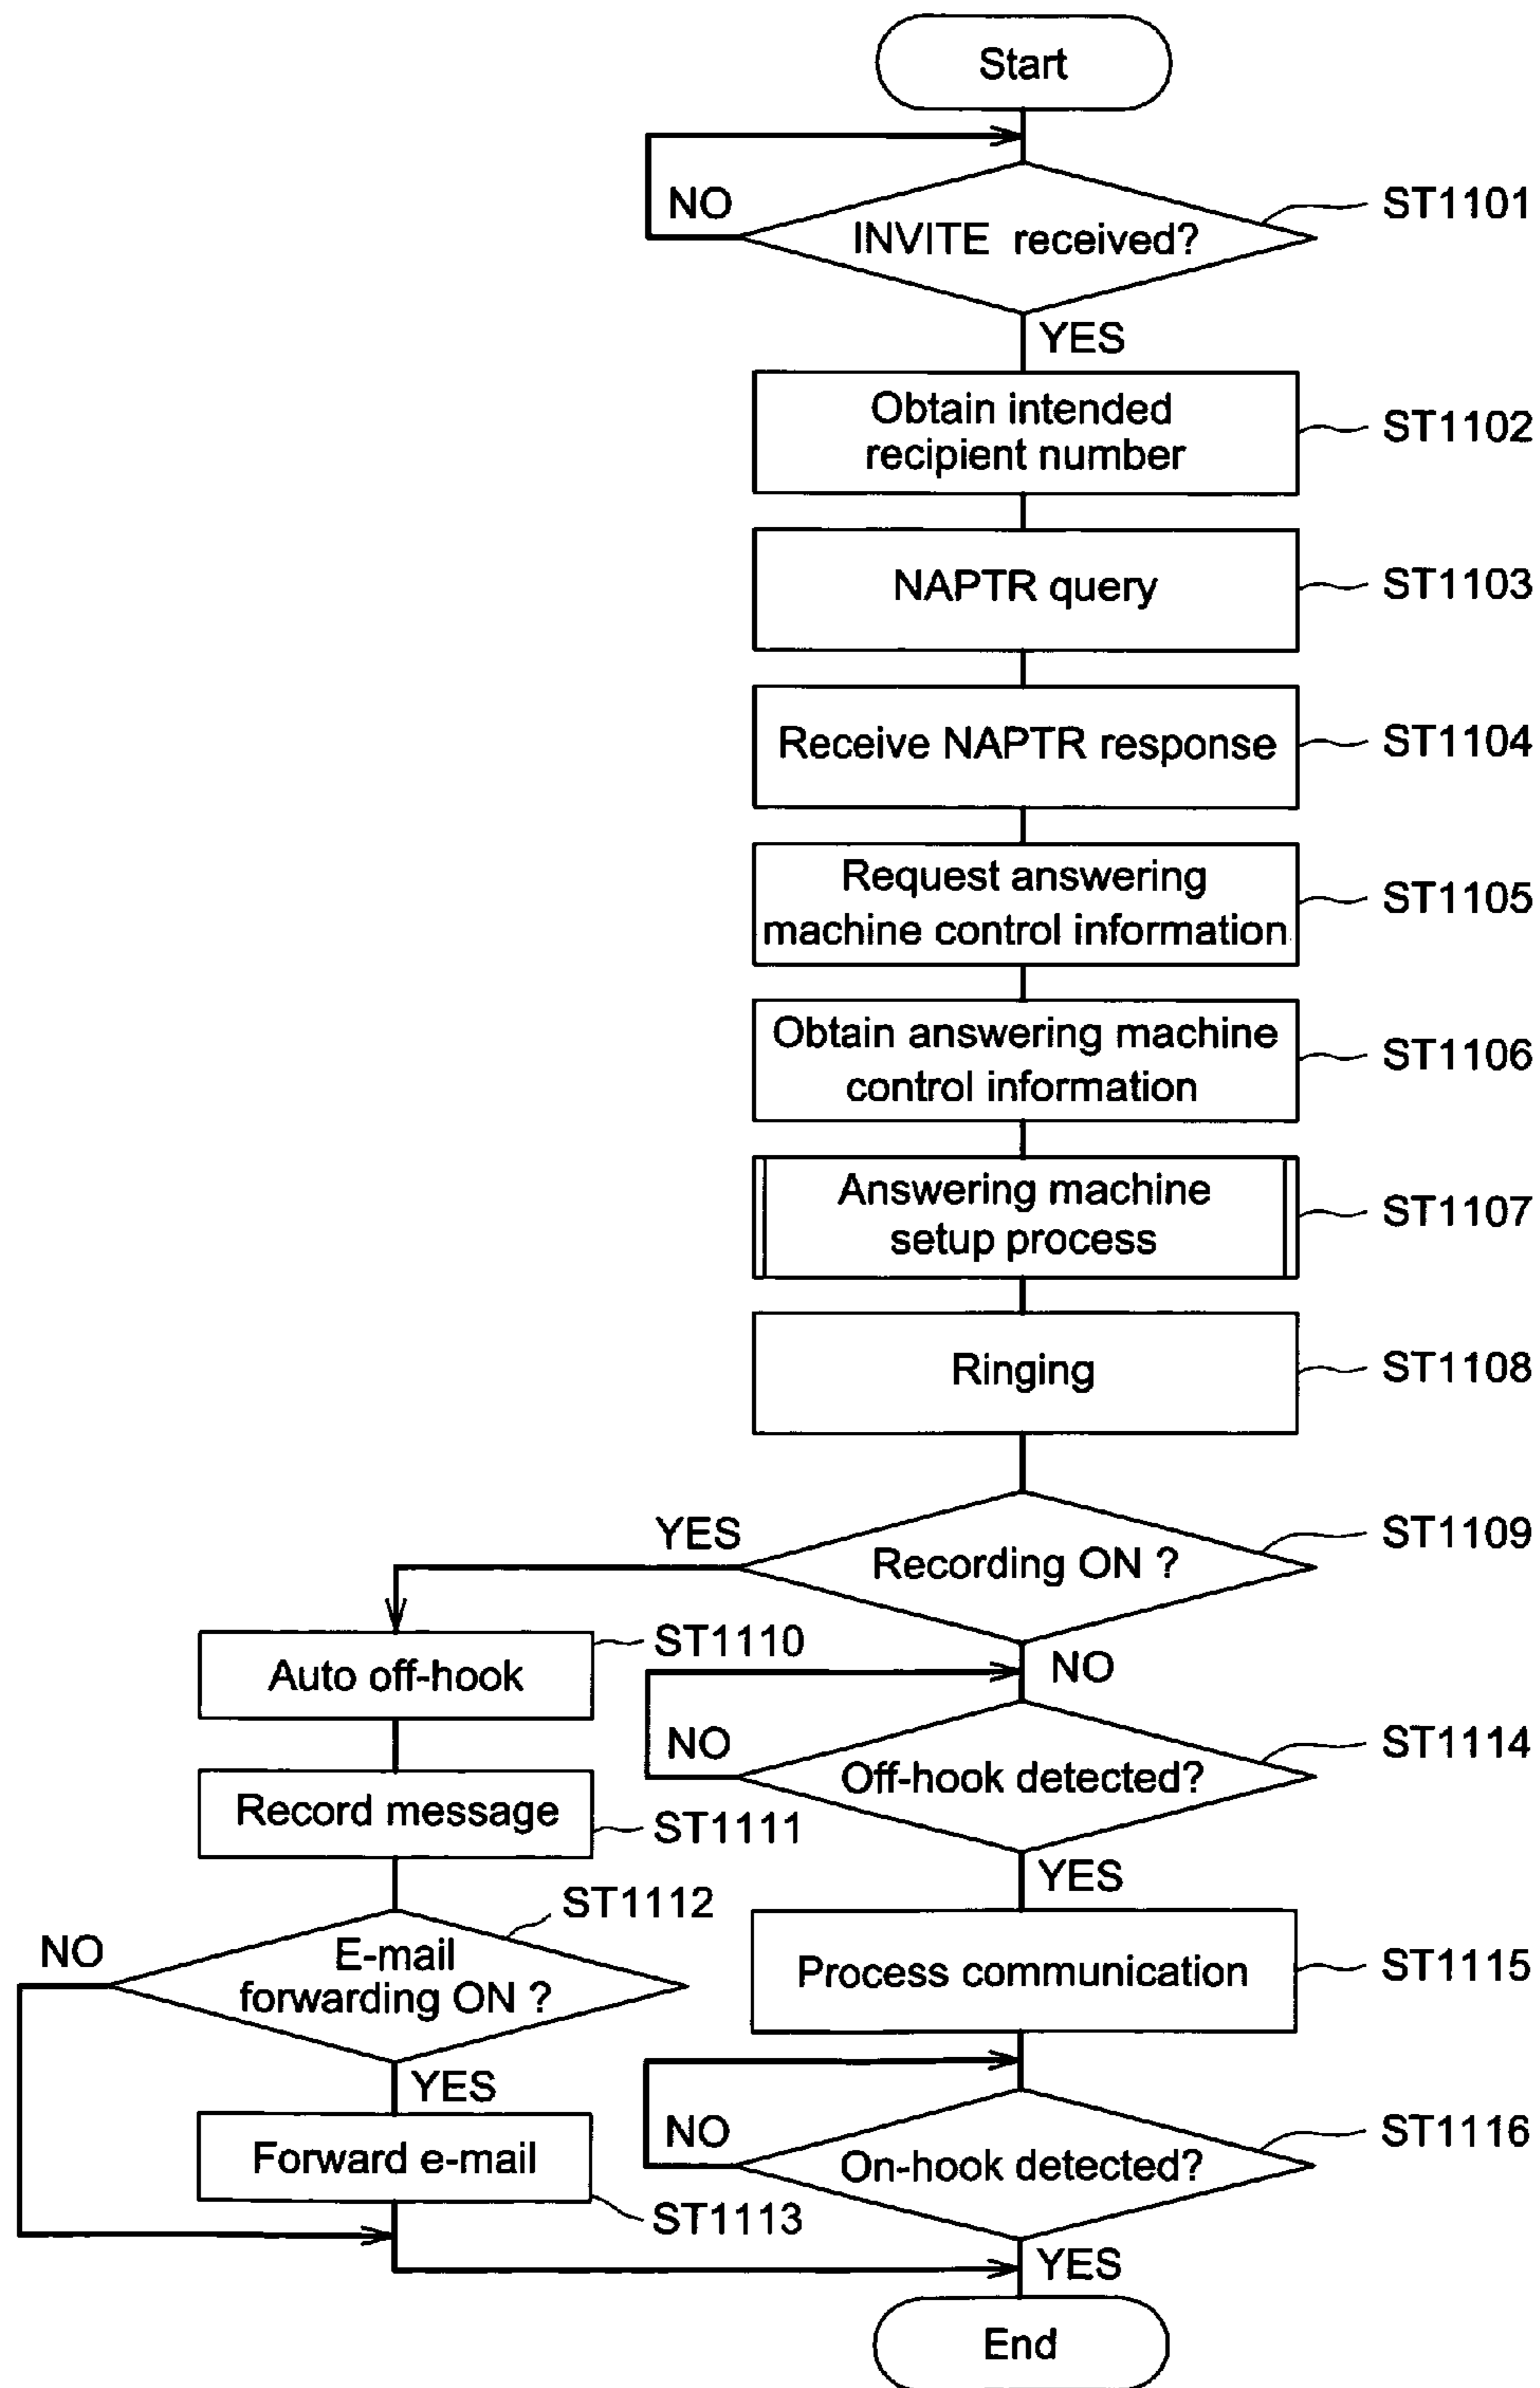 Start
NO
INVITE received?
ST1101
YES
Obtain intended
recipient number
ST1102
NAPTR query
ST1103
Receive NAPTR response
ST1104
Request answering
machine control information
ST1105
Obtain answering machine
control information
ST1106
Answering machine
setup process
ST1107
Ringing
ST1108
YES
Recording ON ?
ST1109
NO
Auto off-hook
ST1110
Record message
ST1111
NO
E-mail
forwarding ON ?
ST1112
YES
Forward e-mail
ST1113
NO
Off-hook detected?
ST1114
YES
Process communication
ST1115
NO
On-hook detected?
ST1116
YES
End